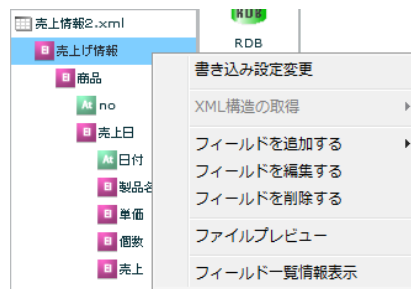 売上情報2.xml
RDB
RDB
売上げ情報
商品
At no
売上日
At 日付
製品名
単価
個数
売上
書き込み設定変更
XML構造の取得
フィールドを追加する
フィールドを編集する
フィールドを削除する
ファイルプレビュー
フィールド一覧情報表示